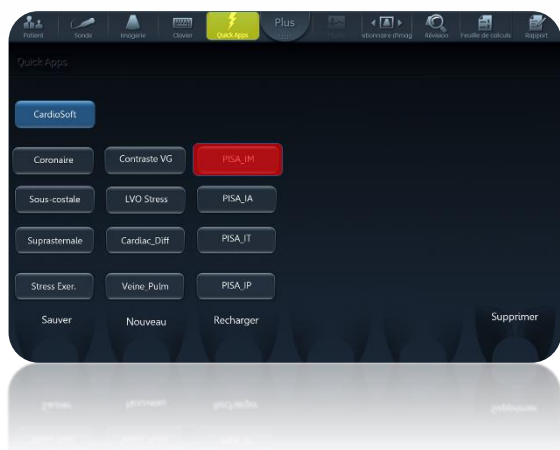 Patient Sonde Imagerie Clavier Quick Apps Plus Révision Feuille de calculs Rapport
Quick Apps
CardioSoft
Coronaire Contraste VG PISA_IM
Sous-costale LVO Stress PISA_IA
Suprasternale Cardiac_Diff PISA_IT
Stress Exer. Veine_Pulm PISA_IP
Sauver Nouveau Recharger Supprimer